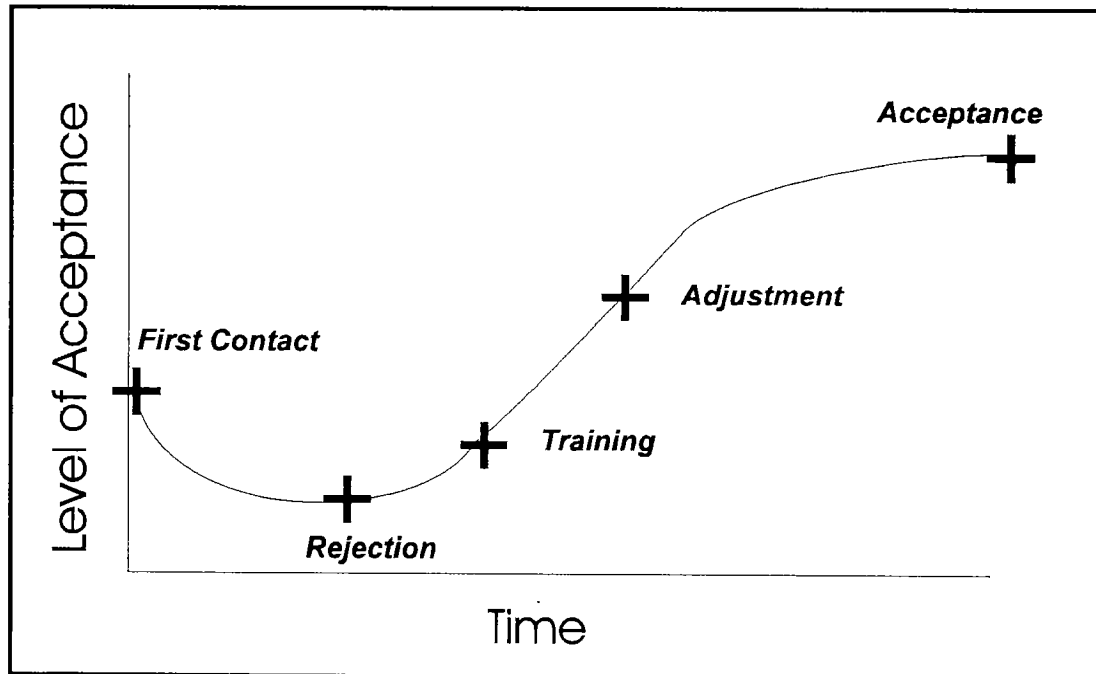 Acceptance
Level of Acceptance
Adjustment
First Contact
Training
Rejection
Time